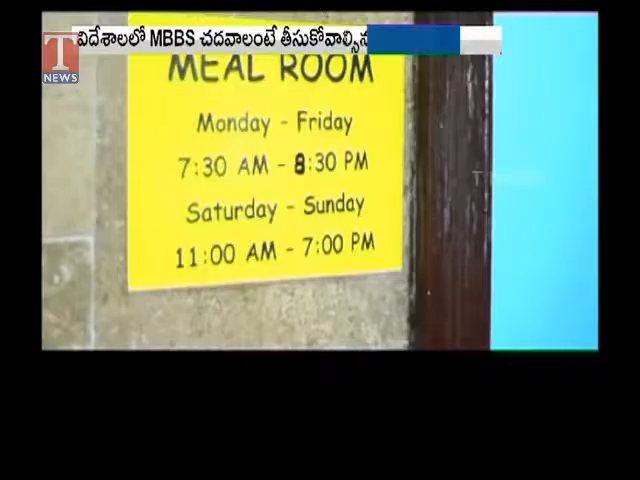 విదేశాలలో MBBS చదవాలంటే తీసుకోవాల్సిన
T
NEWS
MEAL ROOM
Monday - Friday
7:30 AM - 8:30 PM
Saturday - Sunday
11:00 AM - 7:00 PM